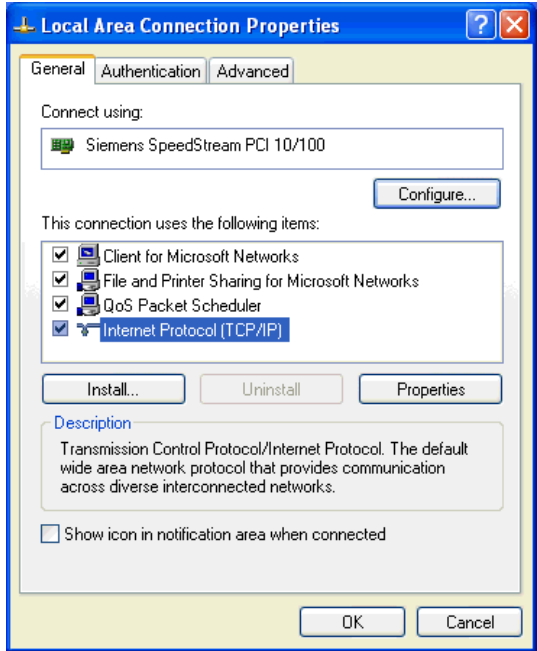 Local Area Connection Properties
General Authentication Advanced
Connect using:
Siemens SpeedStream PCI 10/100
Configure...
This connection uses the following items:
Client for Microsoft Networks
File and Printer Sharing for Microsoft Networks
QoS Packet Scheduler
Internet Protocol (TCP/IP)
Install... Uninstall Properties
Description
Transmission Control Protocol/Internet Protocol. The default
wide area network protocol that provides communication
across diverse interconnected networks.
Show icon in notification area when connected
OK Cancel